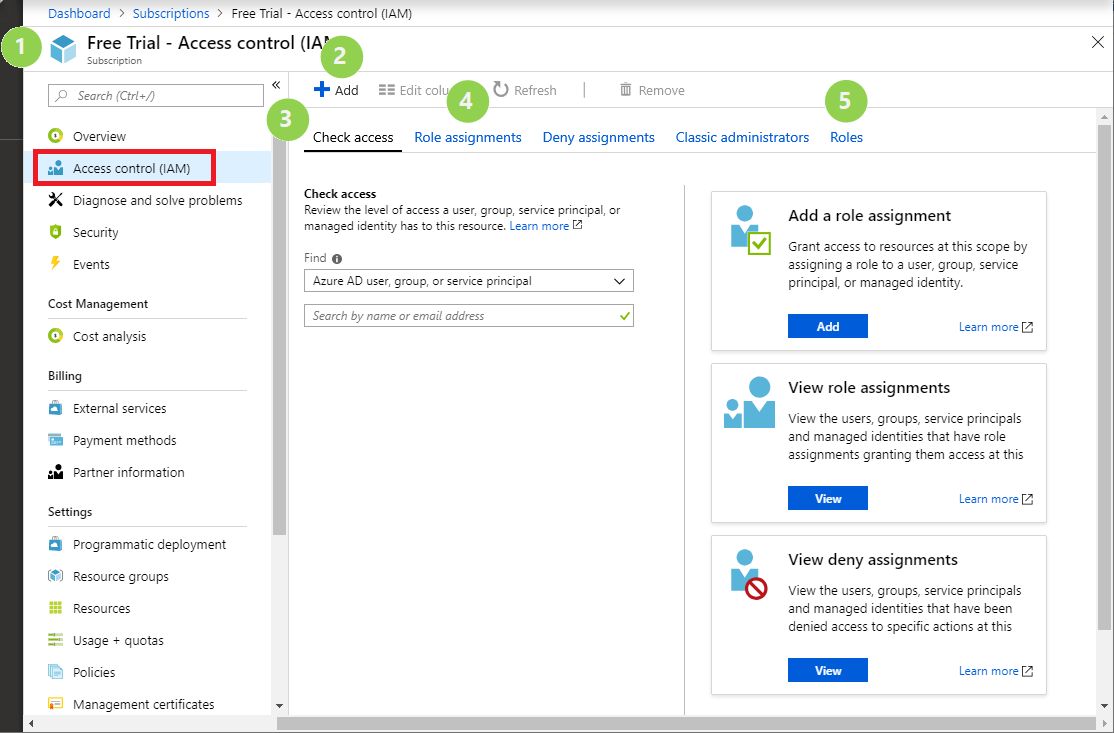 Dashboard > Subscriptions > Free Trial - Access control (IAM)
1
Free Trial - Access control (IAM
Subscription
2
Search (Ctrl+/)
«
Add
Edit colu
Refresh
Remove
3
4
5
Check access
Role assignments
Deny assignments
Classic administrators
Roles
Overview
Access control (IAM)
Diagnose and solve problems
Security
Events
Cost Management
Cost analysis
Billing
External services
Payment methods
Partner information
Settings
Programmatic deployment
Resource groups
Resources
Usage + quotas
Policies
Management certificates
Check access
Review the level of access a user, group, service principal, or
managed identity has to this resource. Learn more
Find
Azure AD user, group, or service principal
Search by name or email address
Add a role assignment
Grant access to resources at this scope by
assigning a role to a user, group, service
principal, or managed identity.
Add
Learn more
View role assignments
View the users, groups, service principals
and managed identities that have role
assignments granting them access at this
View
Learn more
View deny assignments
View the users, groups, service principals
and managed identities that have been
denied access to specific actions at this
View
Learn more